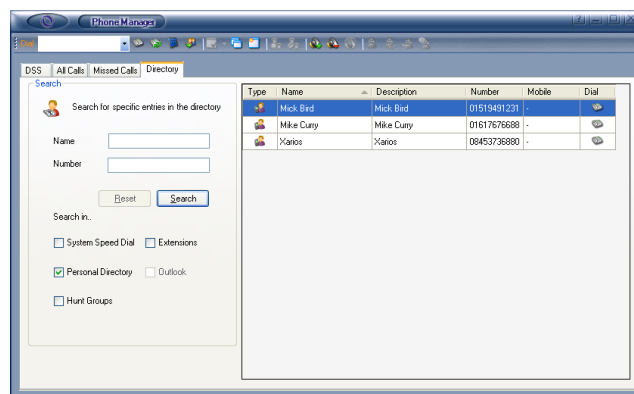 Phone Manager
DSS All Calls Missed Calls Directory
Search
Search for specific entries in the directory
Name
Number
Reset Search
Search in..
System Speed Dial Extensions
Personal Directory Outlook
Hunt Groups
Type Name Description Number Mobile Dial
Mick Bird Mick Bird 01519491231 -
Mike Curry Mike Curry 01617676688 -
Xarios Xarios 08453736880 -